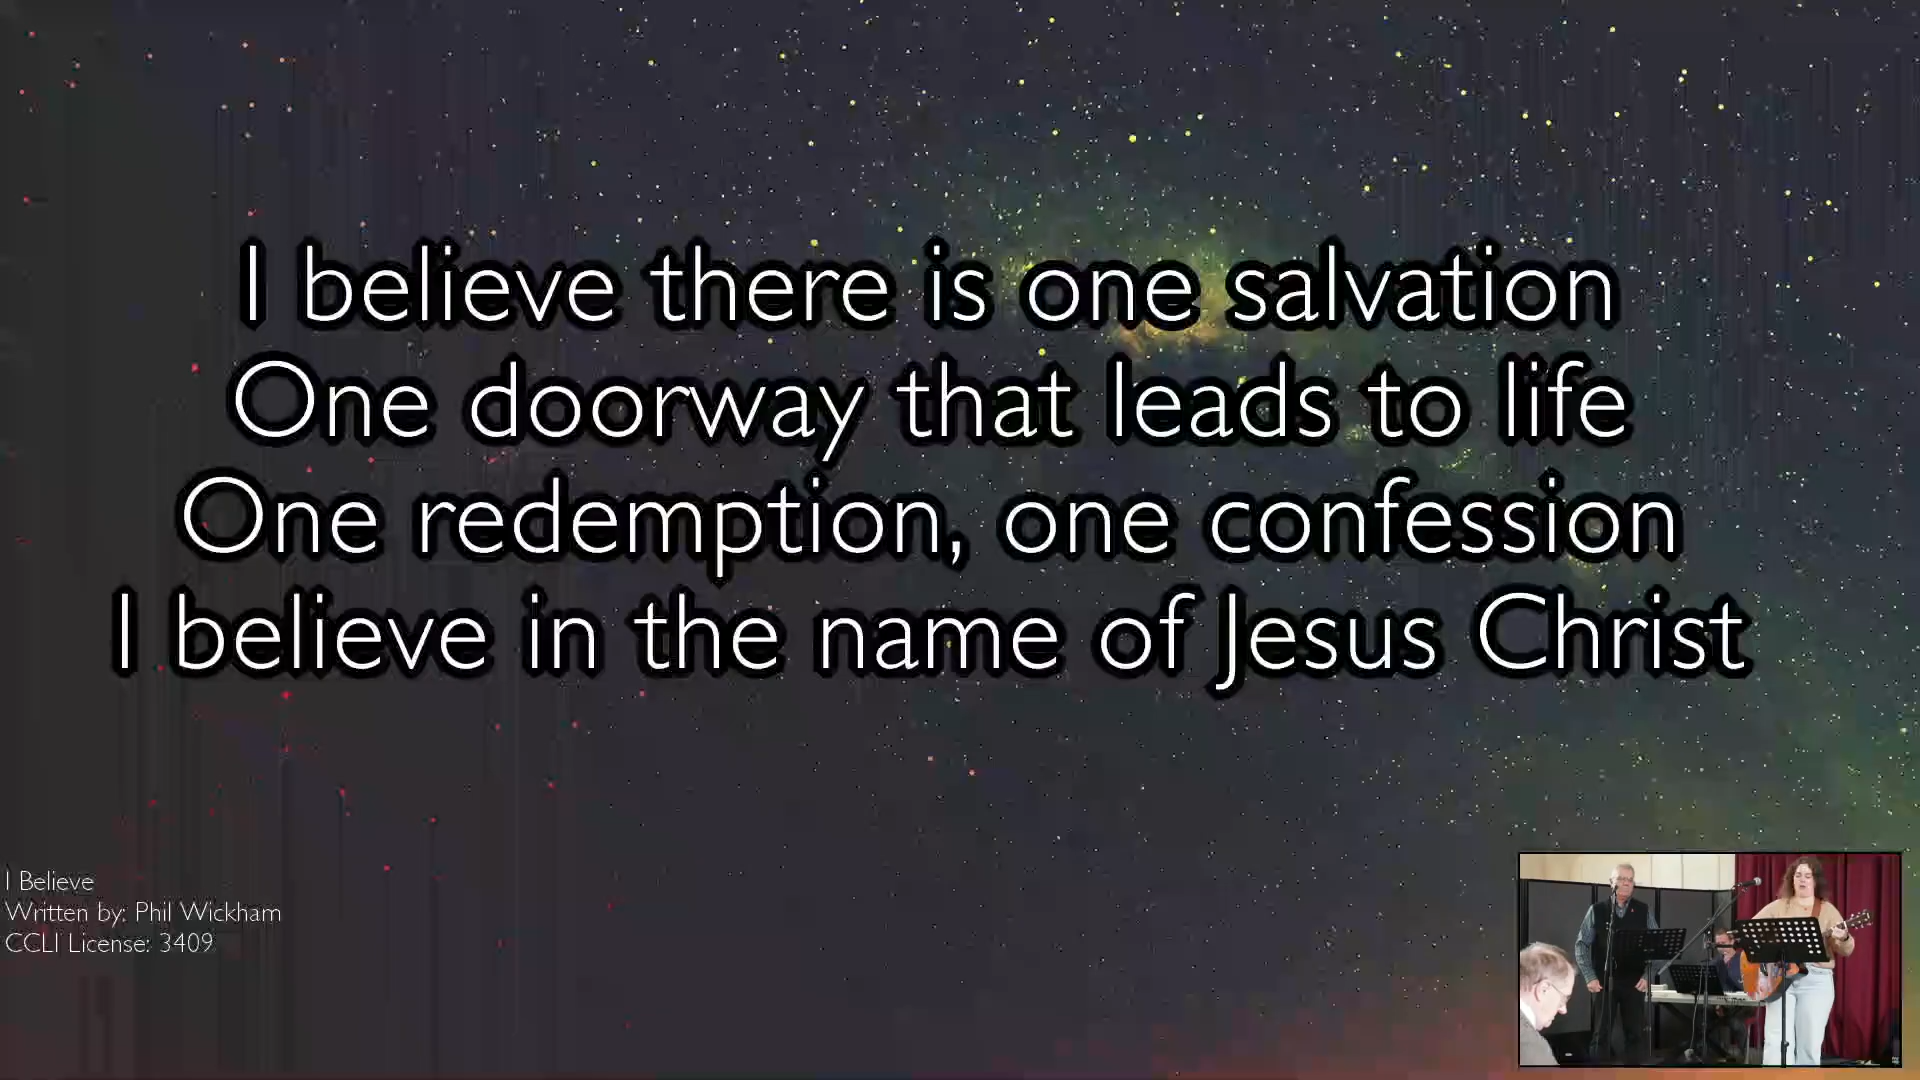 I believe there is one salvation
One doorway that leads to life
One redemption, one confession
I believe in the name of Jesus Christ
I Believe
Written by: Phil Wickham
CCLI License: 3409